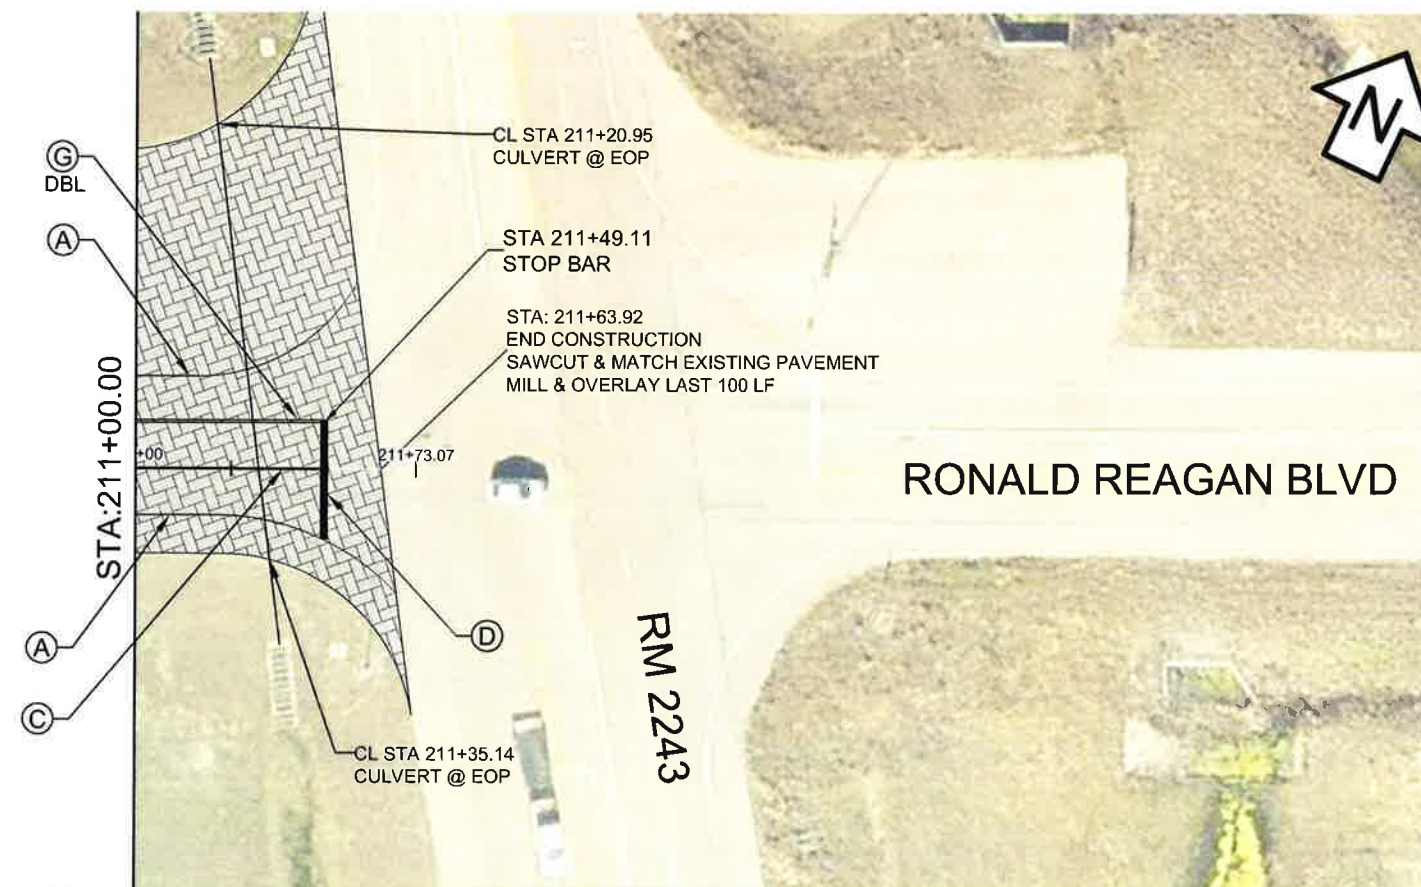 N
CL STA 211+20.95
CULVERT @ EOP
G
DBL
A
STA 211+49.11
STOP BAR
STA: 211+63.92
END CONSTRUCTION
SAWCUT & MATCH EXISTING PAVEMENT
MILL & OVERLAY LAST 100 LF
STA:211+00.00
+00
211+73.07
RONALD REAGAN BLVD
A
D
C
RM 2243
CL STA 211+35.14
CULVERT @ EOP